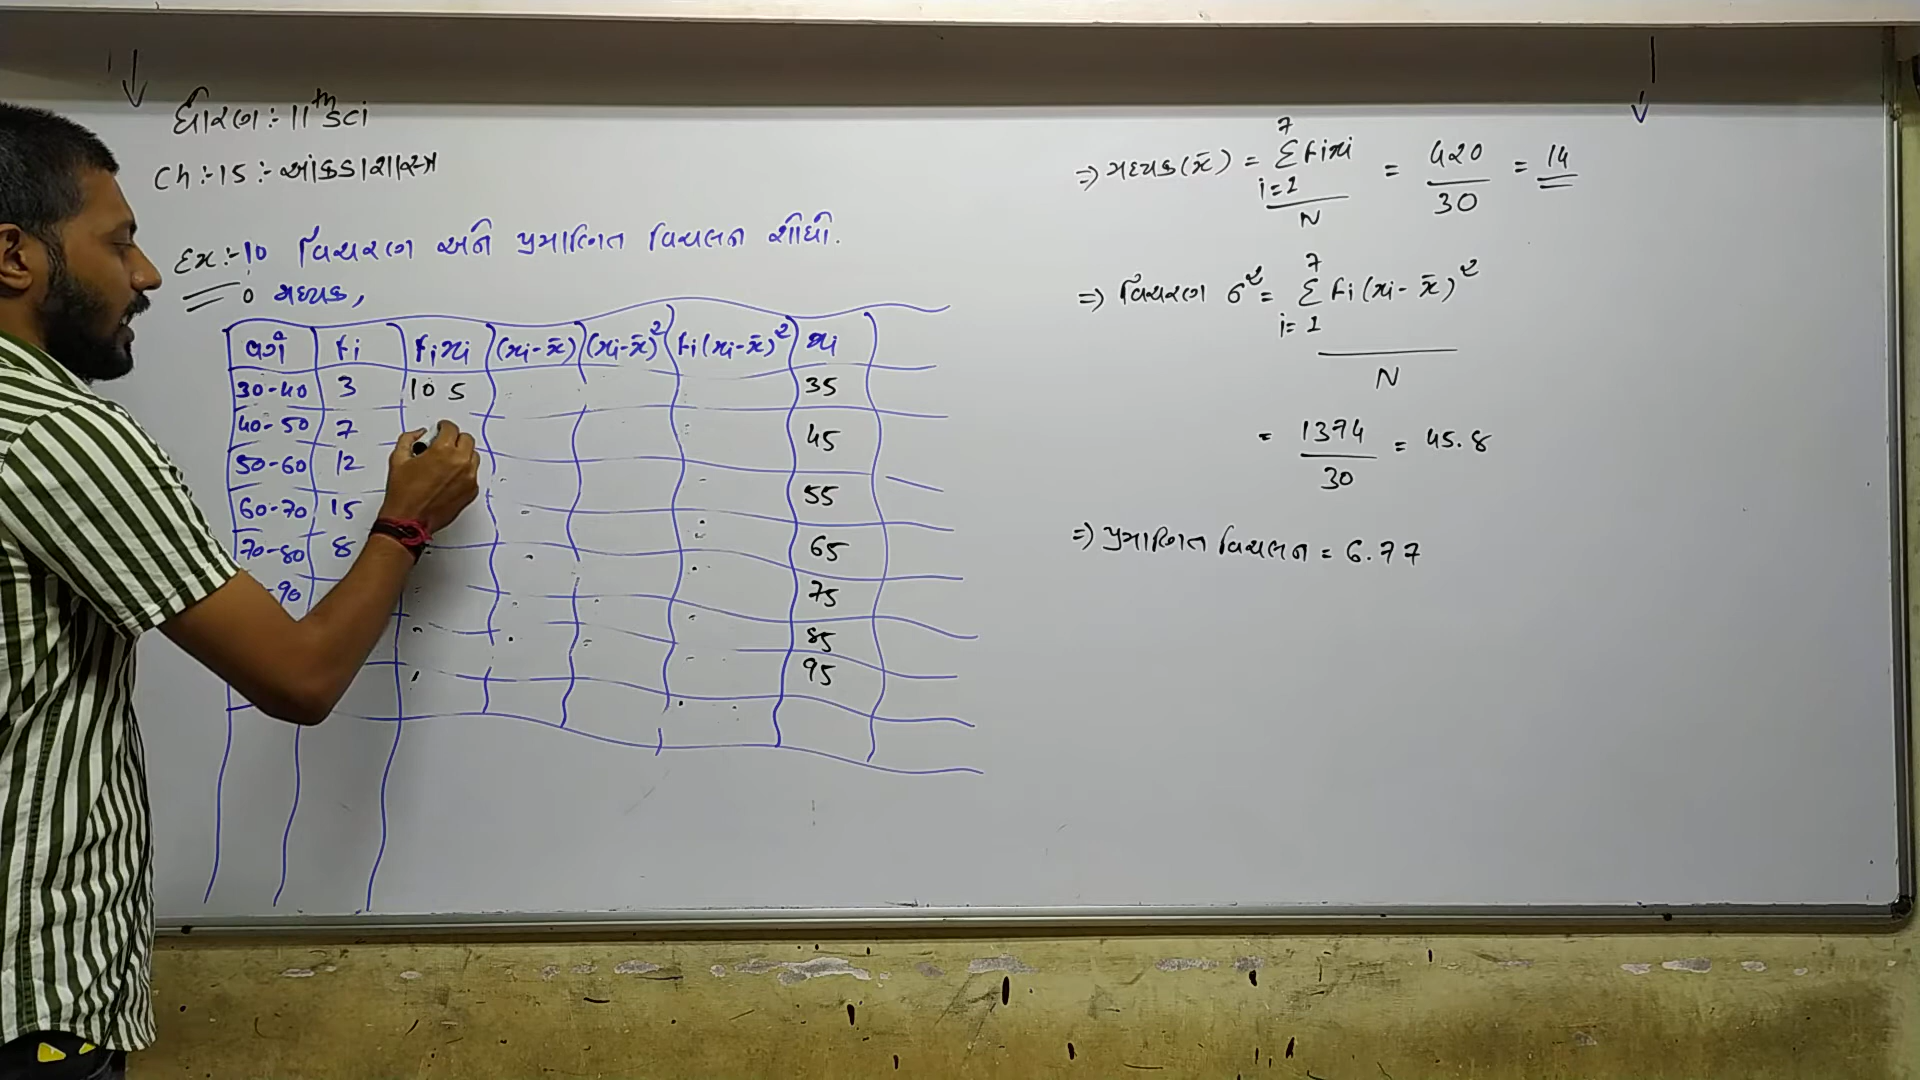 ધોરણ :- 11th sci
Ch :- 15 :- આંકડાશાસ્ત્ર
Ex :- 10 વિચરણ અને પ્રમાણિત વિચલન શોધો.
મધ્યક,
વર્ગ fi fixi (xi-x̄) (xi-x̄)² fi(xi-x̄)² xi
30-40 3 105 35
40-50 7 45
50-60 12 55
60-70 15 65
70-80 8 75
-90 85
95
⇒ મધ્યક(x̄) = 7 Σ fixi i=1 / N = 420 / 30 = 14
⇒ વિચરણ σ² = 7 Σ fi(xi-x̄)² i=1 / N
= 1374 / 30 = 45.8
⇒ પ્રમાણિત વિચલન = 6.77